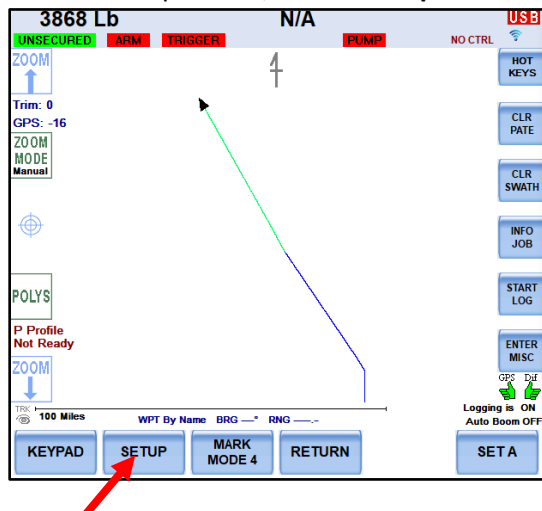 3868 Lb N/A USB
UNSECURED ARM TRIGGER PUMP NO CTRL
ZOOM
Trim: 0
GPS: -16
ZOOM
MODE
Manual
POLYS
P Profile
Not Ready
ZOOM
HOT
KEYS
CLR
PATE
CLR
SWATH
INFO
JOB
START
LOG
ENTER
MISC
GPS Dif
TRK
100 Miles
WPT By Name BRG ---° RNG ---.-
Logging is ON
Auto Boom OFF
KEYPAD
SETUP
MARK
MODE 4
RETURN
SET A